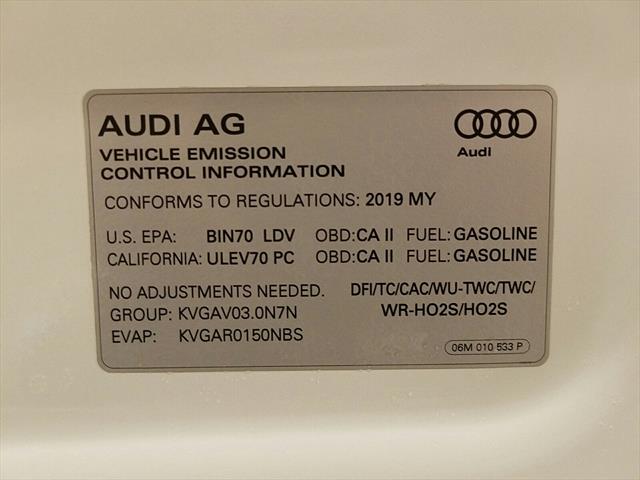 AUDI AG
Audi
VEHICLE EMISSION
CONTROL INFORMATION
CONFORMS TO REGULATIONS: 2019 MY
U.S. EPA: BIN70 LDV OBD:CA II FUEL: GASOLINE
CALIFORNIA: ULEV70 PC OBD:CA II FUEL: GASOLINE
NO ADJUSTMENTS NEEDED. DFI/TC/CAC/WU-TWC/TWC/
GROUP: KVGAV03.0N7N WR-HO2S/HO2S
EVAP: KVGAR0150NBS
06M 010 533 P